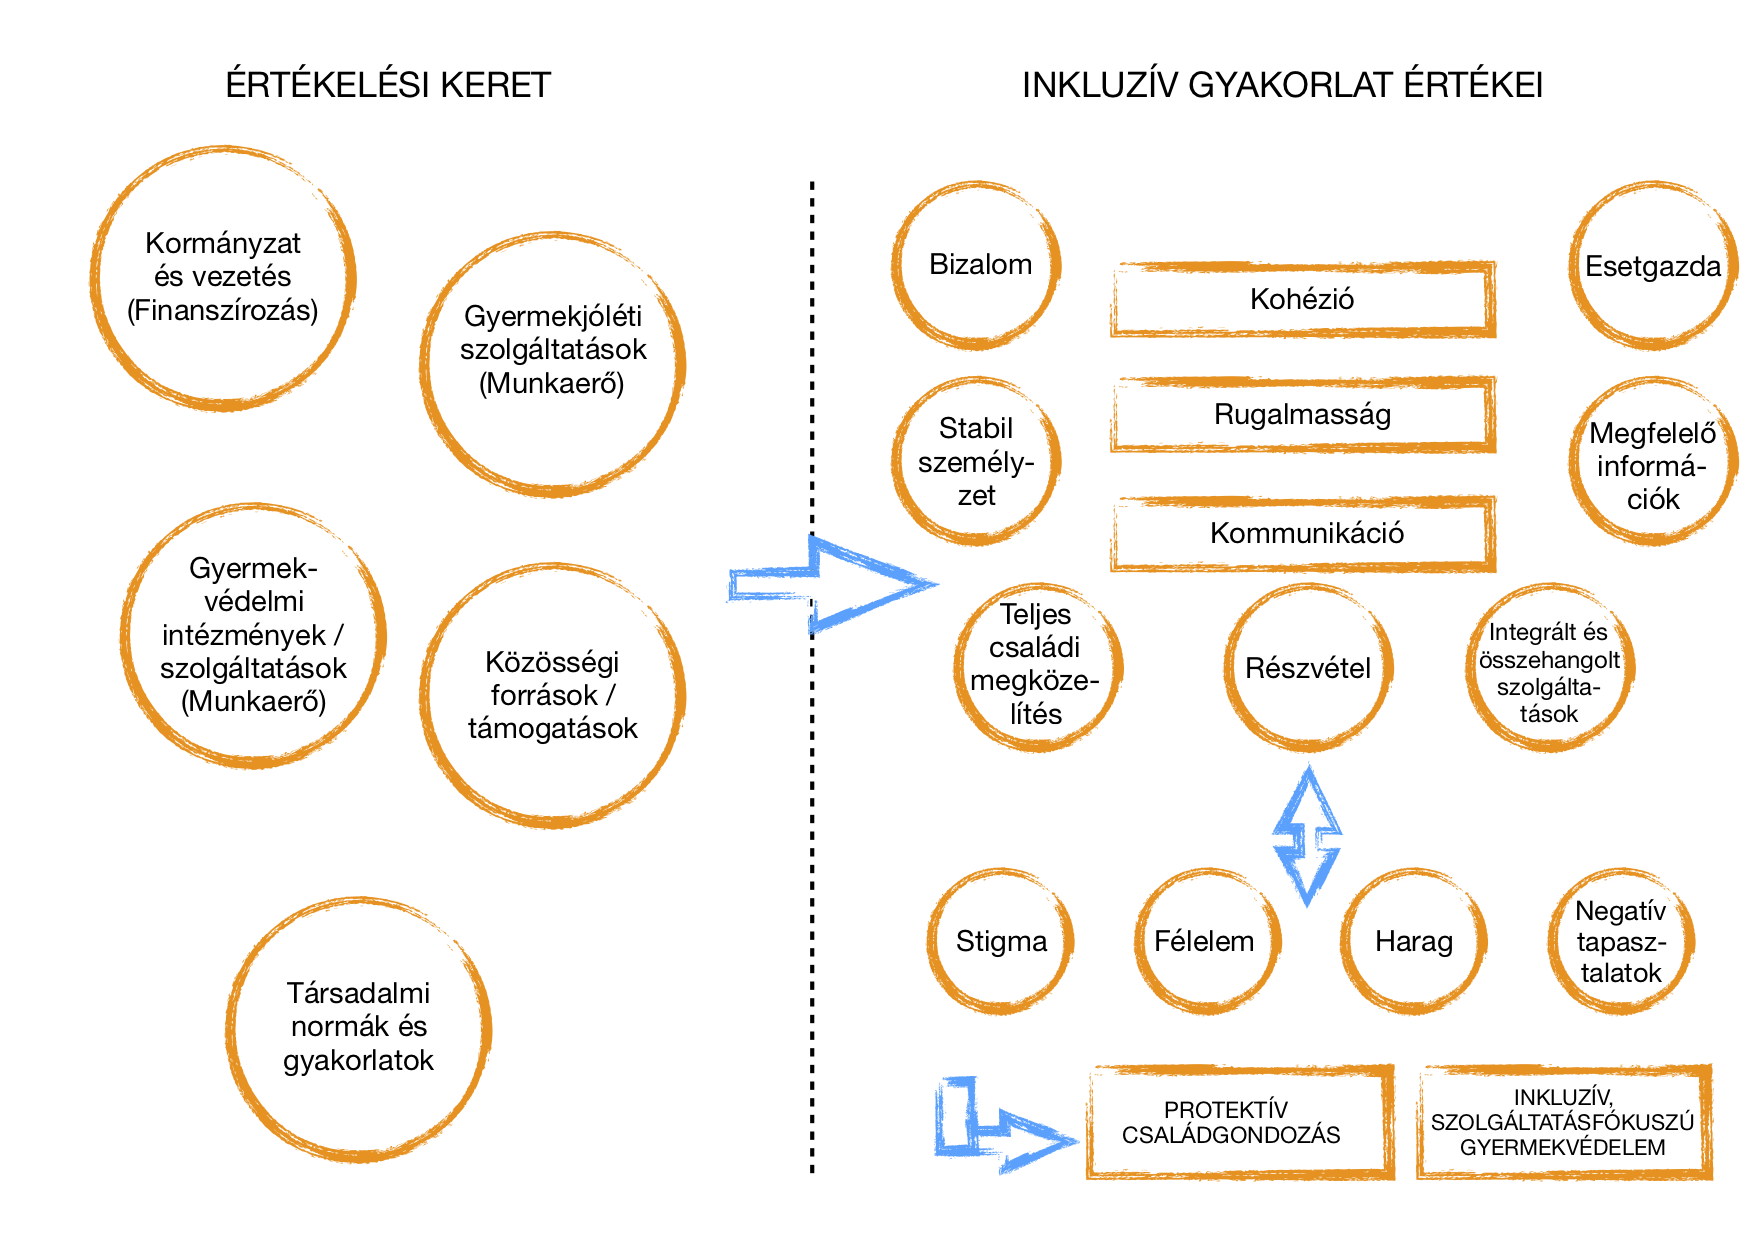 ÉRTÉKELÉSI KERET
Kormányzat
és vezetés
(Finanszírozás)
Gyermekjóléti
szolgáltatások
(Munkaerő)
Gyermek-
védelmi
intézmények /
szolgáltatások
(Munkaerő)
Közösségi
források /
támogatások
Társadalmi
normák és
gyakorlatok
INKLUZÍV GYAKORLAT ÉRTÉKEI
Bizalom
Kohézió
Esetgazda
Stabil
személy-
zet
Rugalmasság
Megfelelő
informá-
ciók
Kommunikáció
Teljes
családi
megköze-
lítés
Részvétel
Integrált és
összehangolt
szolgálta-
tások
Stigma
Félelem
Harag
Negatív
tapasz-
talatok
PROTEKTÍV
CSALÁDGONDOZÁS
INKLUZÍV,
SZOLGÁLTATÁSFÓKUSZÚ
GYERMEKVÉDELEM